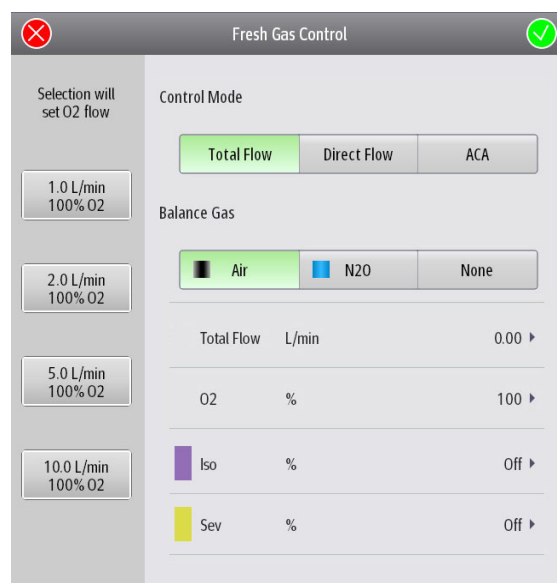 Fresh Gas Control
Selection will
set O2 flow
1.0 L/min
100% O2
2.0 L/min
100% O2
5.0 L/min
100% O2
10.0 L/min
100% O2
Control Mode
Total Flow Direct Flow ACA
Balance Gas
Air N2O None
Total Flow L/min 0.00
O2 % 100
Iso % Off
Sev % Off